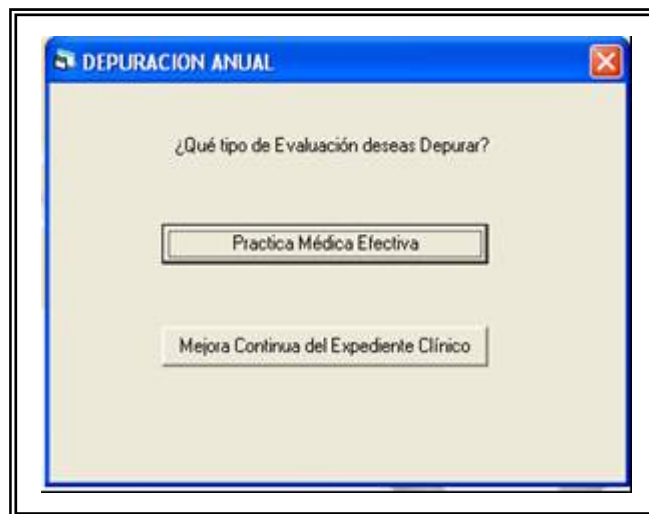 DEPURACION ANUAL
¿Qué tipo de Evaluación deseas Depurar?
Practica Médica Efectiva
Mejora Continua del Expediente Clínico